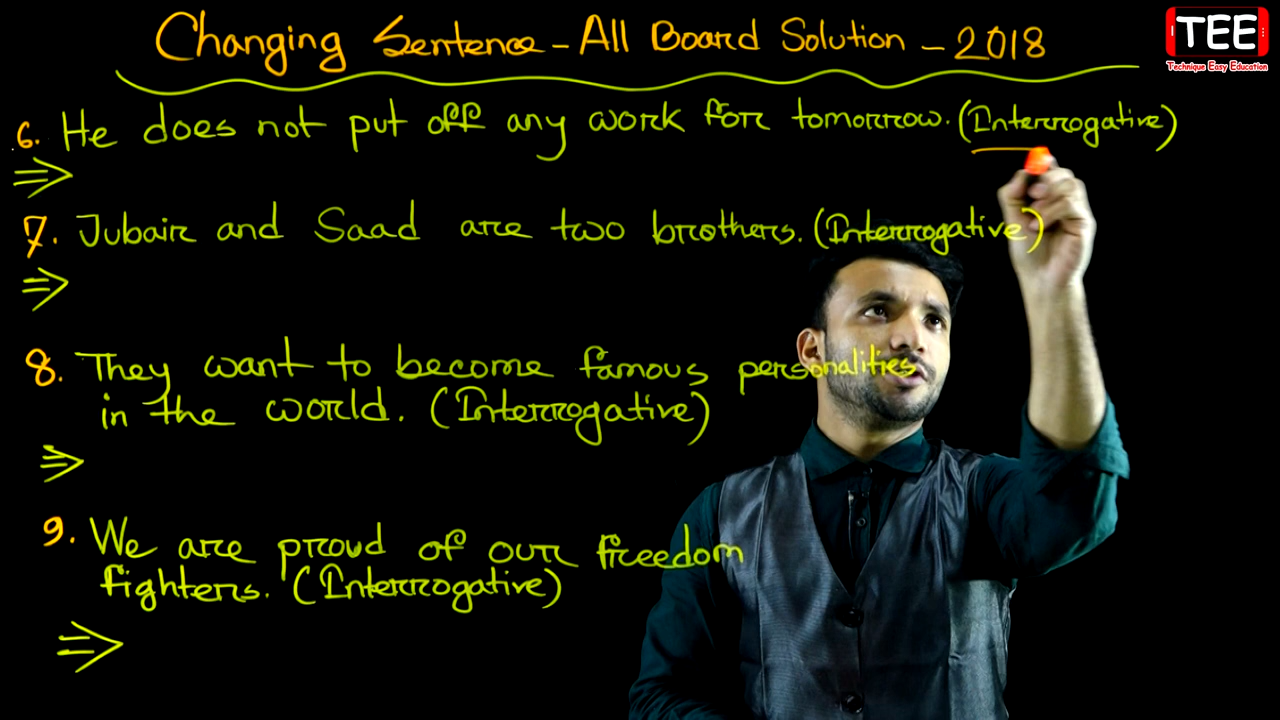 Changing Sentence - All Board Solution - 2018
TEE
Technique Easy Education
6. He does not put off any work for tomorrow. (Interrogative)
⇒
7. Jubair and Saad are two brothers. (Interrogative)
⇒
8. They want to become famous personalities
in the world. (Interrogative)
⇒
9. We are proud of our freedom
fighters. (Interrogative)
⇒